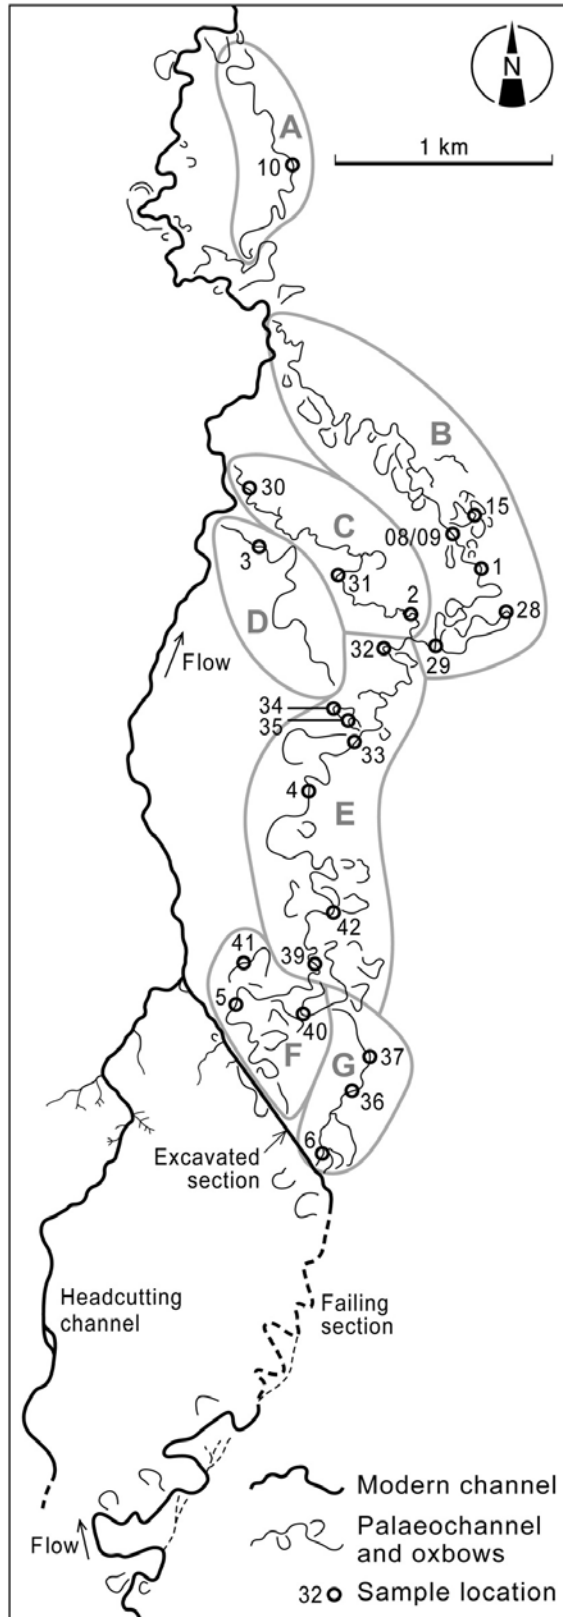 N
A
10
1 km
B
15
08/09
1
28
29
C
30
31
2
3
D
Flow
32
34
35
33
4
E
42
41
39
5
40
F
G
37
36
6
Excavated
section
Headcutting
channel
Failing
section
Flow
Modern channel
Palaeochannel
and oxbows
32 Sample location